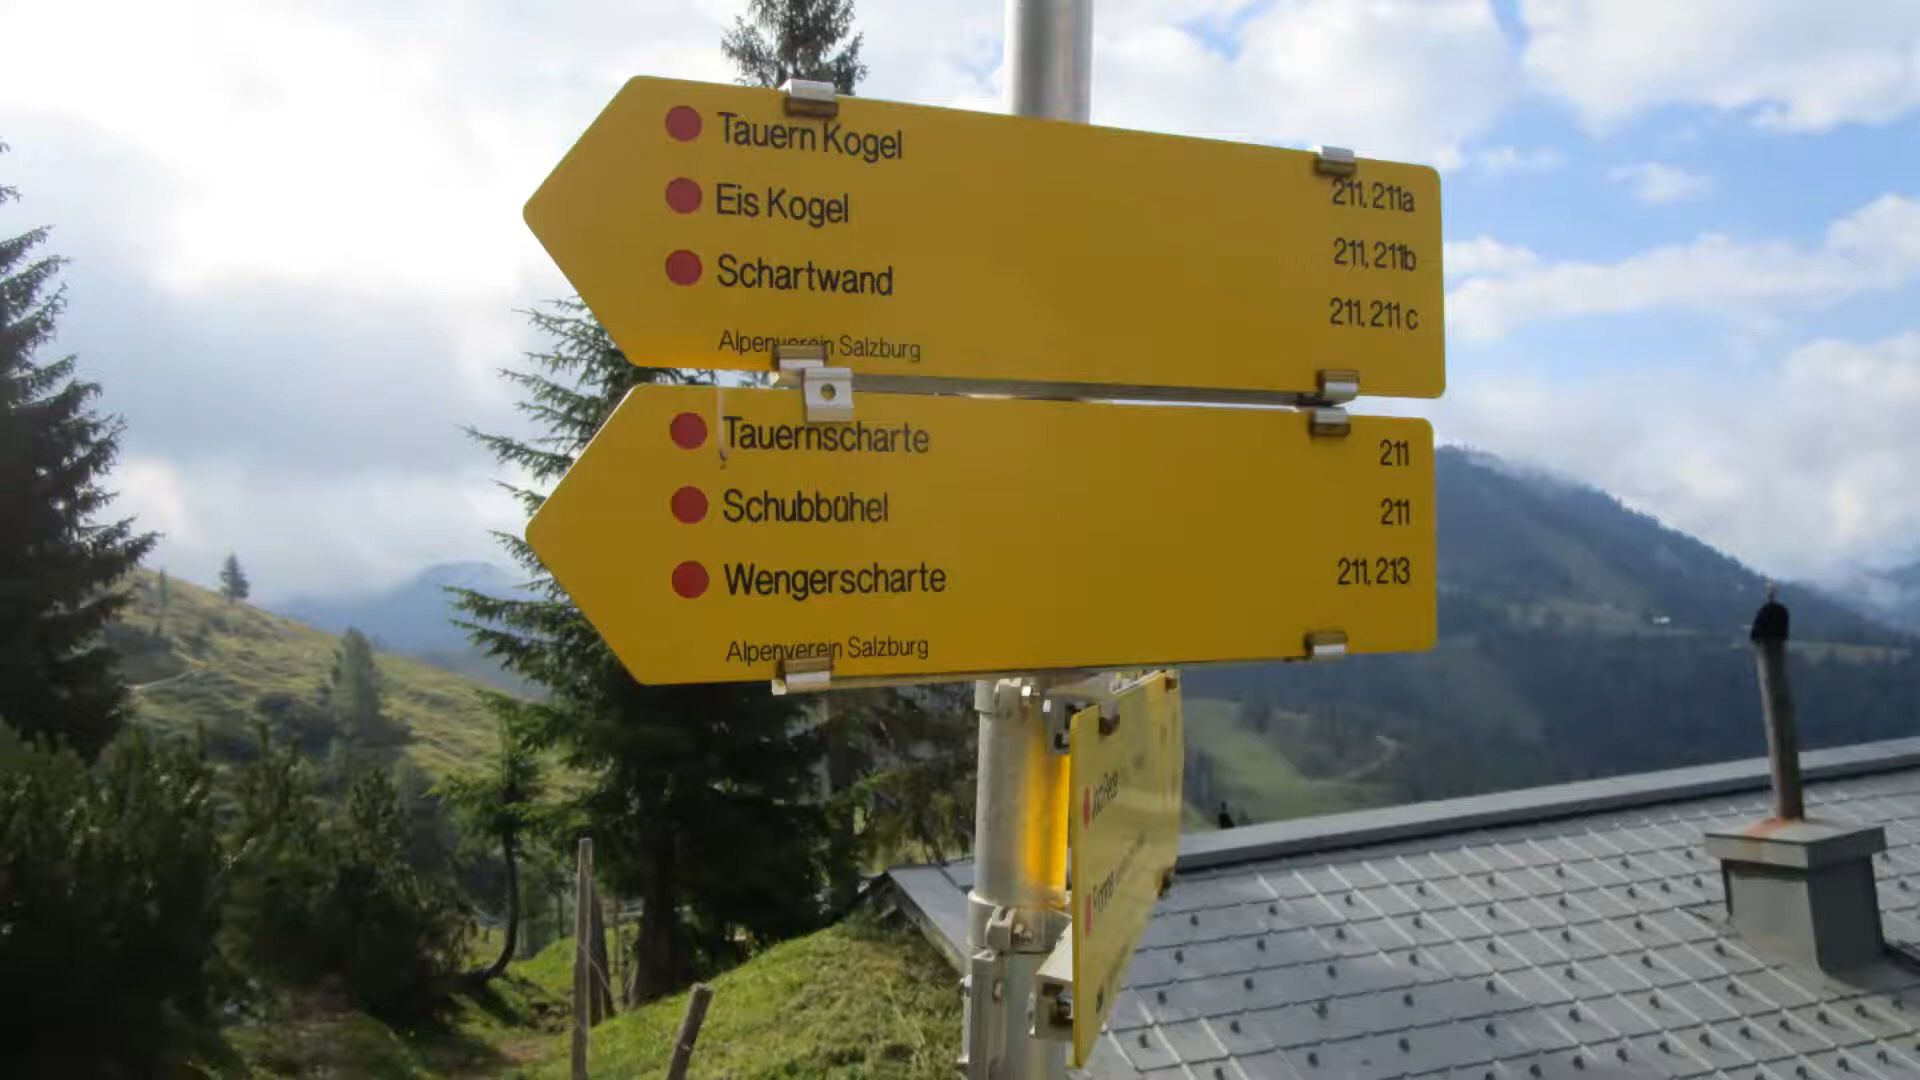 Tauern Kogel 211, 211a
Eis Kogel 211, 211b
Schartwand 211, 211 c
Alpenverein Salzburg
Tauernscharte 211
Schubbühel 211
Wengerscharte 211, 213
Alpenverein Salzburg